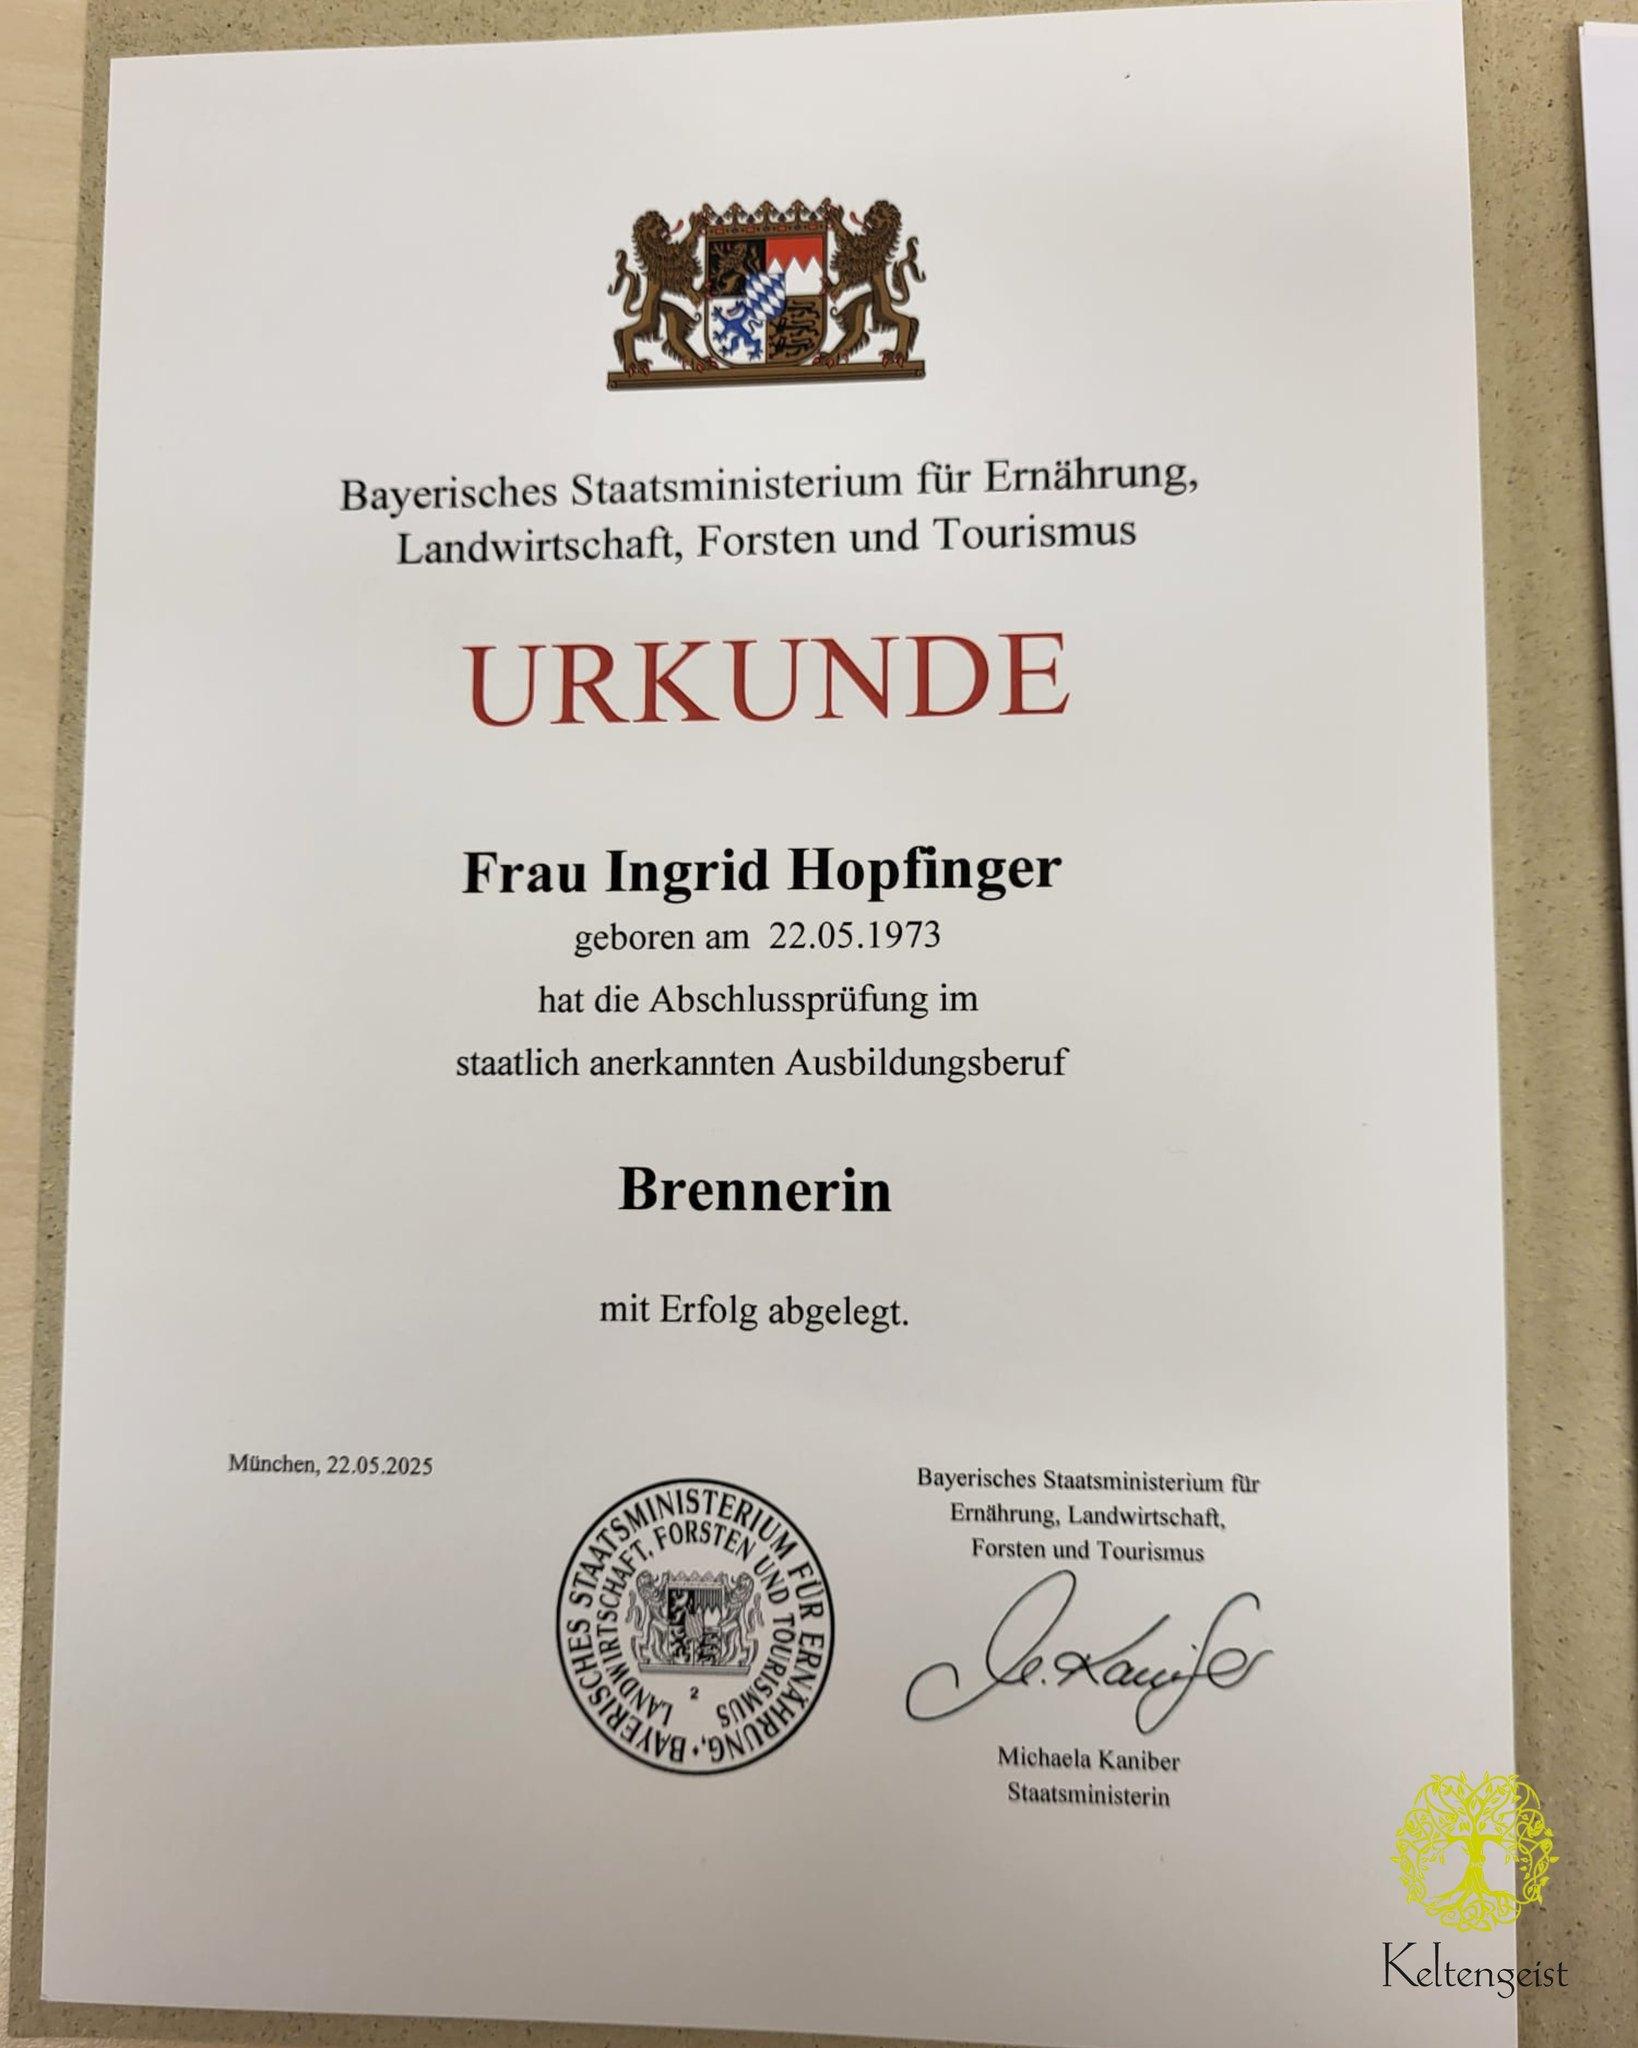 Bayerisches Staatsministerium für Ernährung,
Landwirtschaft, Forsten und Tourismus
URKUNDE
Frau Ingrid Hopfinger
geboren am 22.05.1973
hat die Abschlussprüfung im
staatlich anerkannten Ausbildungsberuf
Brennerin
mit Erfolg abgelegt.
München, 22.05.2025
BAYERISCHES STAATSMINISTERIUM FÜR ERNÄHRUNG,
LANDWIRTSCHAFT, FORSTEN UND TOURISMUS
2
Bayerisches Staatsministerium für
Ernährung, Landwirtschaft,
Forsten und Tourismus
M. Kaniber
Michaela Kaniber
Staatsministerin
Keltengeist